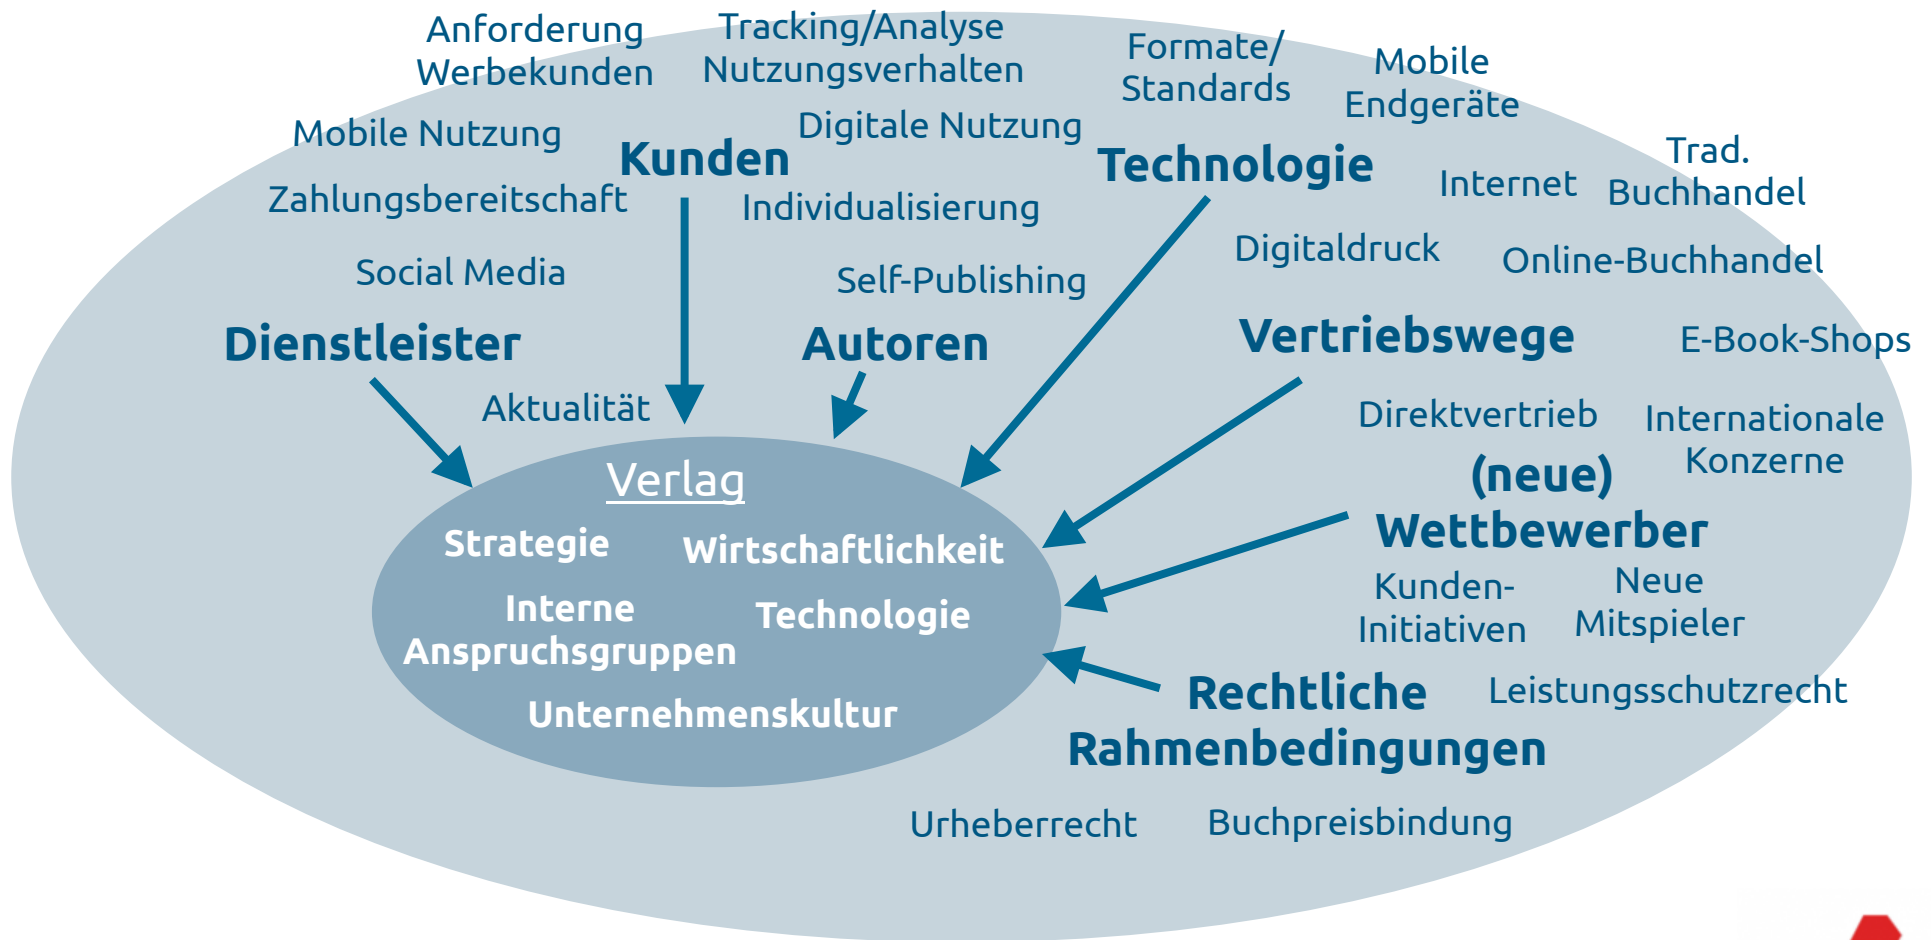 Anforderung
Werbekunden
Tracking/Analyse
Nutzungsverhalten
Formate/
Standards
Mobile
Endgeräte
Mobile Nutzung
Digitale Nutzung
Kunden
Technologie
Trad.
Buchhandel
Internet
Zahlungsbereitschaft
Individualisierung
Digitaldruck
Online-Buchhandel
Social Media
Self-Publishing
Dienstleister
Autoren
Vertriebswege
E-Book-Shops
Aktualität
Direktvertrieb
Internationale
Konzerne
(neue)
Wettbewerber
Verlag
Strategie
Wirtschaftlichkeit
Interne
Anspruchsgruppen
Technologie
Unternehmenskultur
Kunden-
Initiativen
Neue
Mitspieler
Rechtliche
Rahmenbedingungen
Leistungsschutzrecht
Urheberrecht
Buchpreisbindung